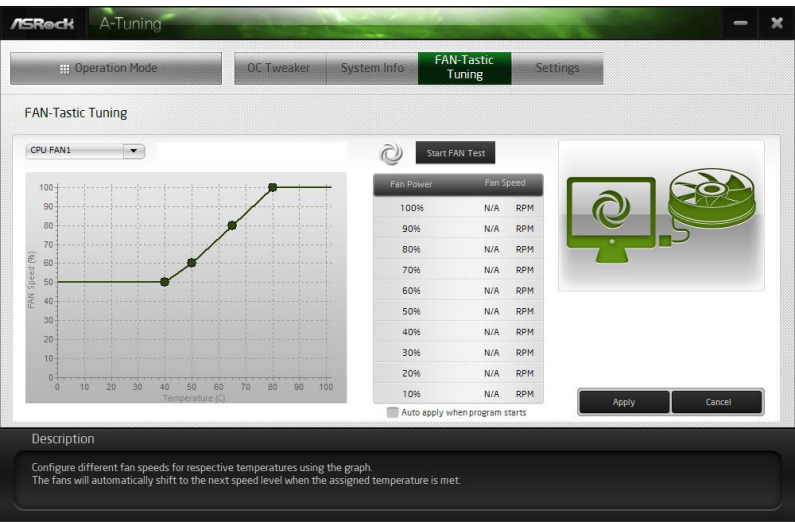 ASRock
A-Tuning
Operation Mode
OC Tweaker
System Info
FAN-Tastic
Tuning
Settings
FAN-Tastic Tuning
CPU FAN1
Start FAN Test
FAN Speed (%)
100
90
80
70
60
50
40
30
20
10
0
0 10 20 30 40 50 60 70 80 90 100
Temperature (C)
Fan Power Fan Speed
100% N/A RPM
90% N/A RPM
80% N/A RPM
70% N/A RPM
60% N/A RPM
50% N/A RPM
40% N/A RPM
30% N/A RPM
20% N/A RPM
10% N/A RPM
Auto apply when program starts
Apply
Cancel
Description
Configure different fan speeds for respective temperatures using the graph.
The fans will automatically shift to the next speed level when the assigned temperature is met.